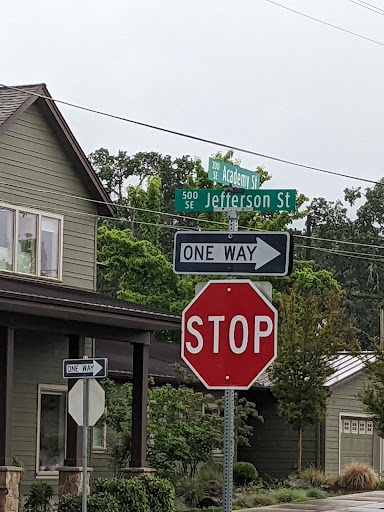 200
SE Academy St
500
SE Jefferson St
ONE WAY
STOP
ONE WAY